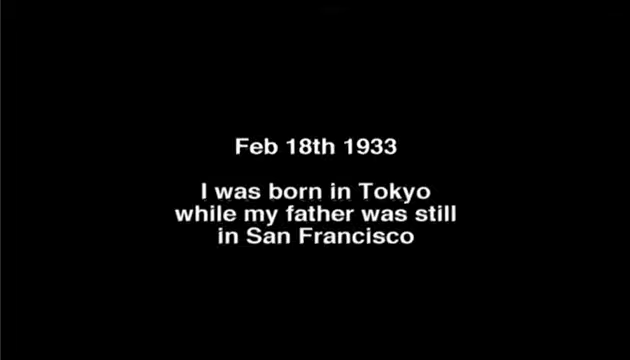 Feb 18th 1933
I was born in Tokyo
while my father was still
in San Francisco